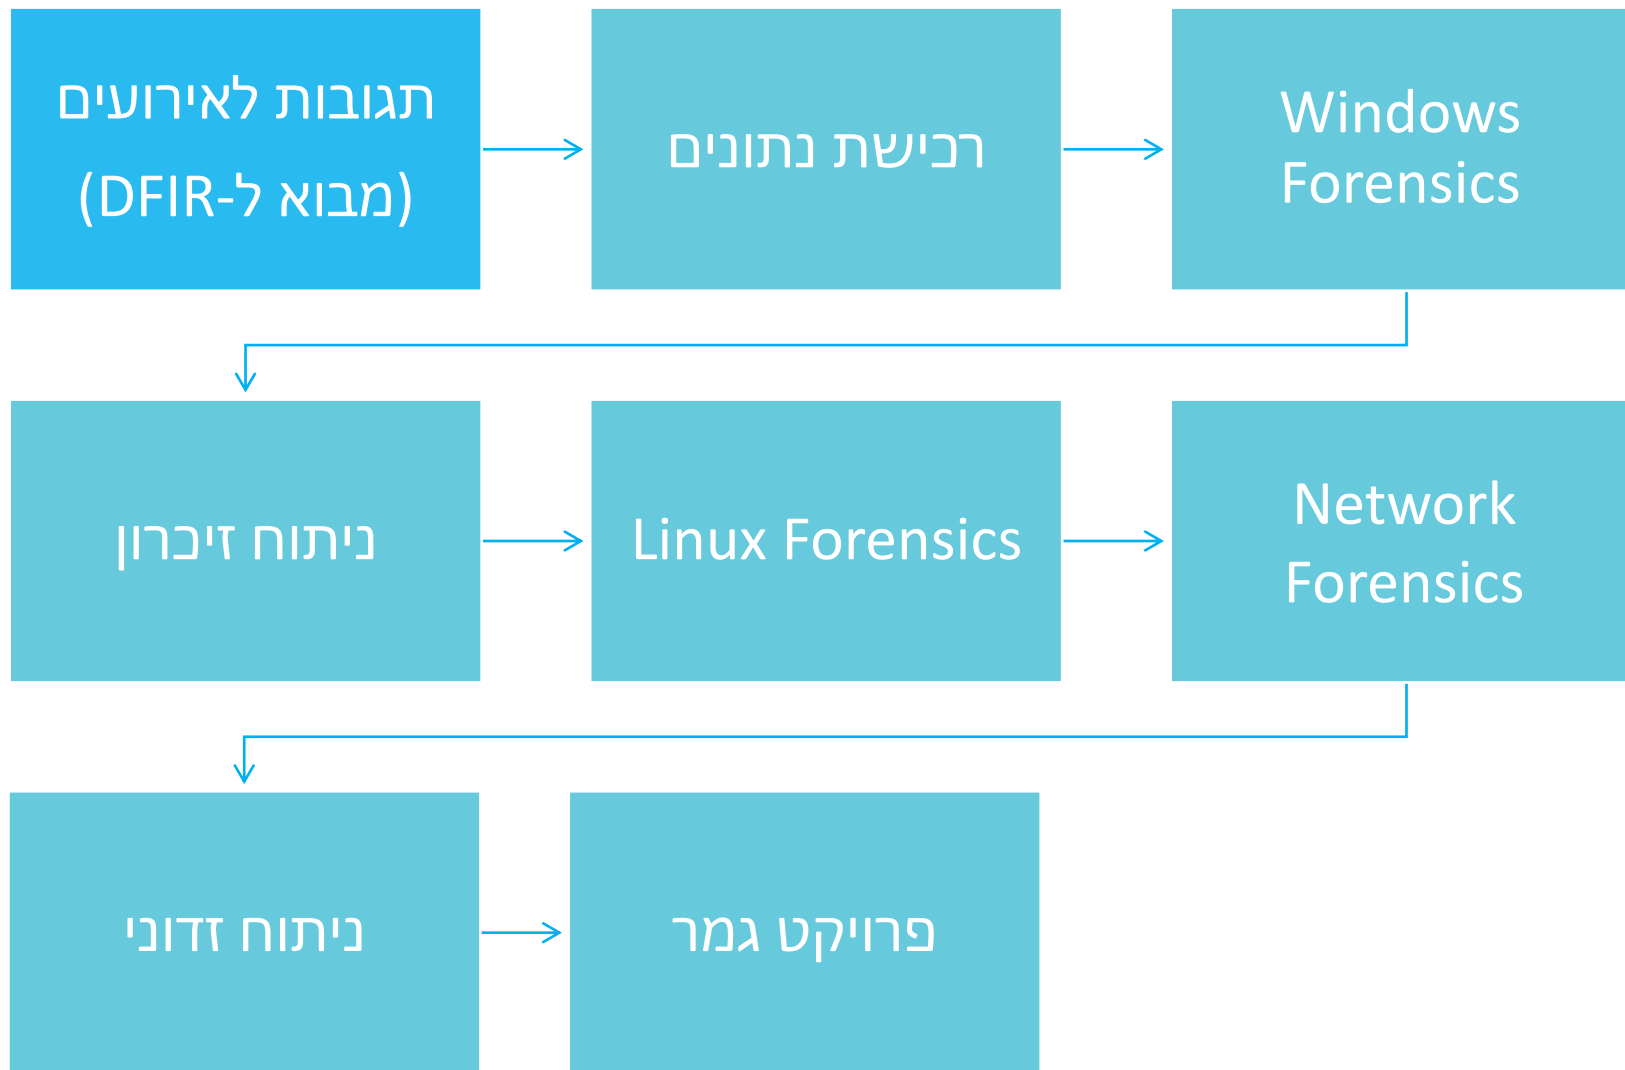 תגובות לאירועים
(מבוא ל-DFIR)
רכישת נתונים
Windows
Forensics
ניתוח זיכרון
Linux Forensics
Network
Forensics
ניתוח זדוני
פרויקט גמר